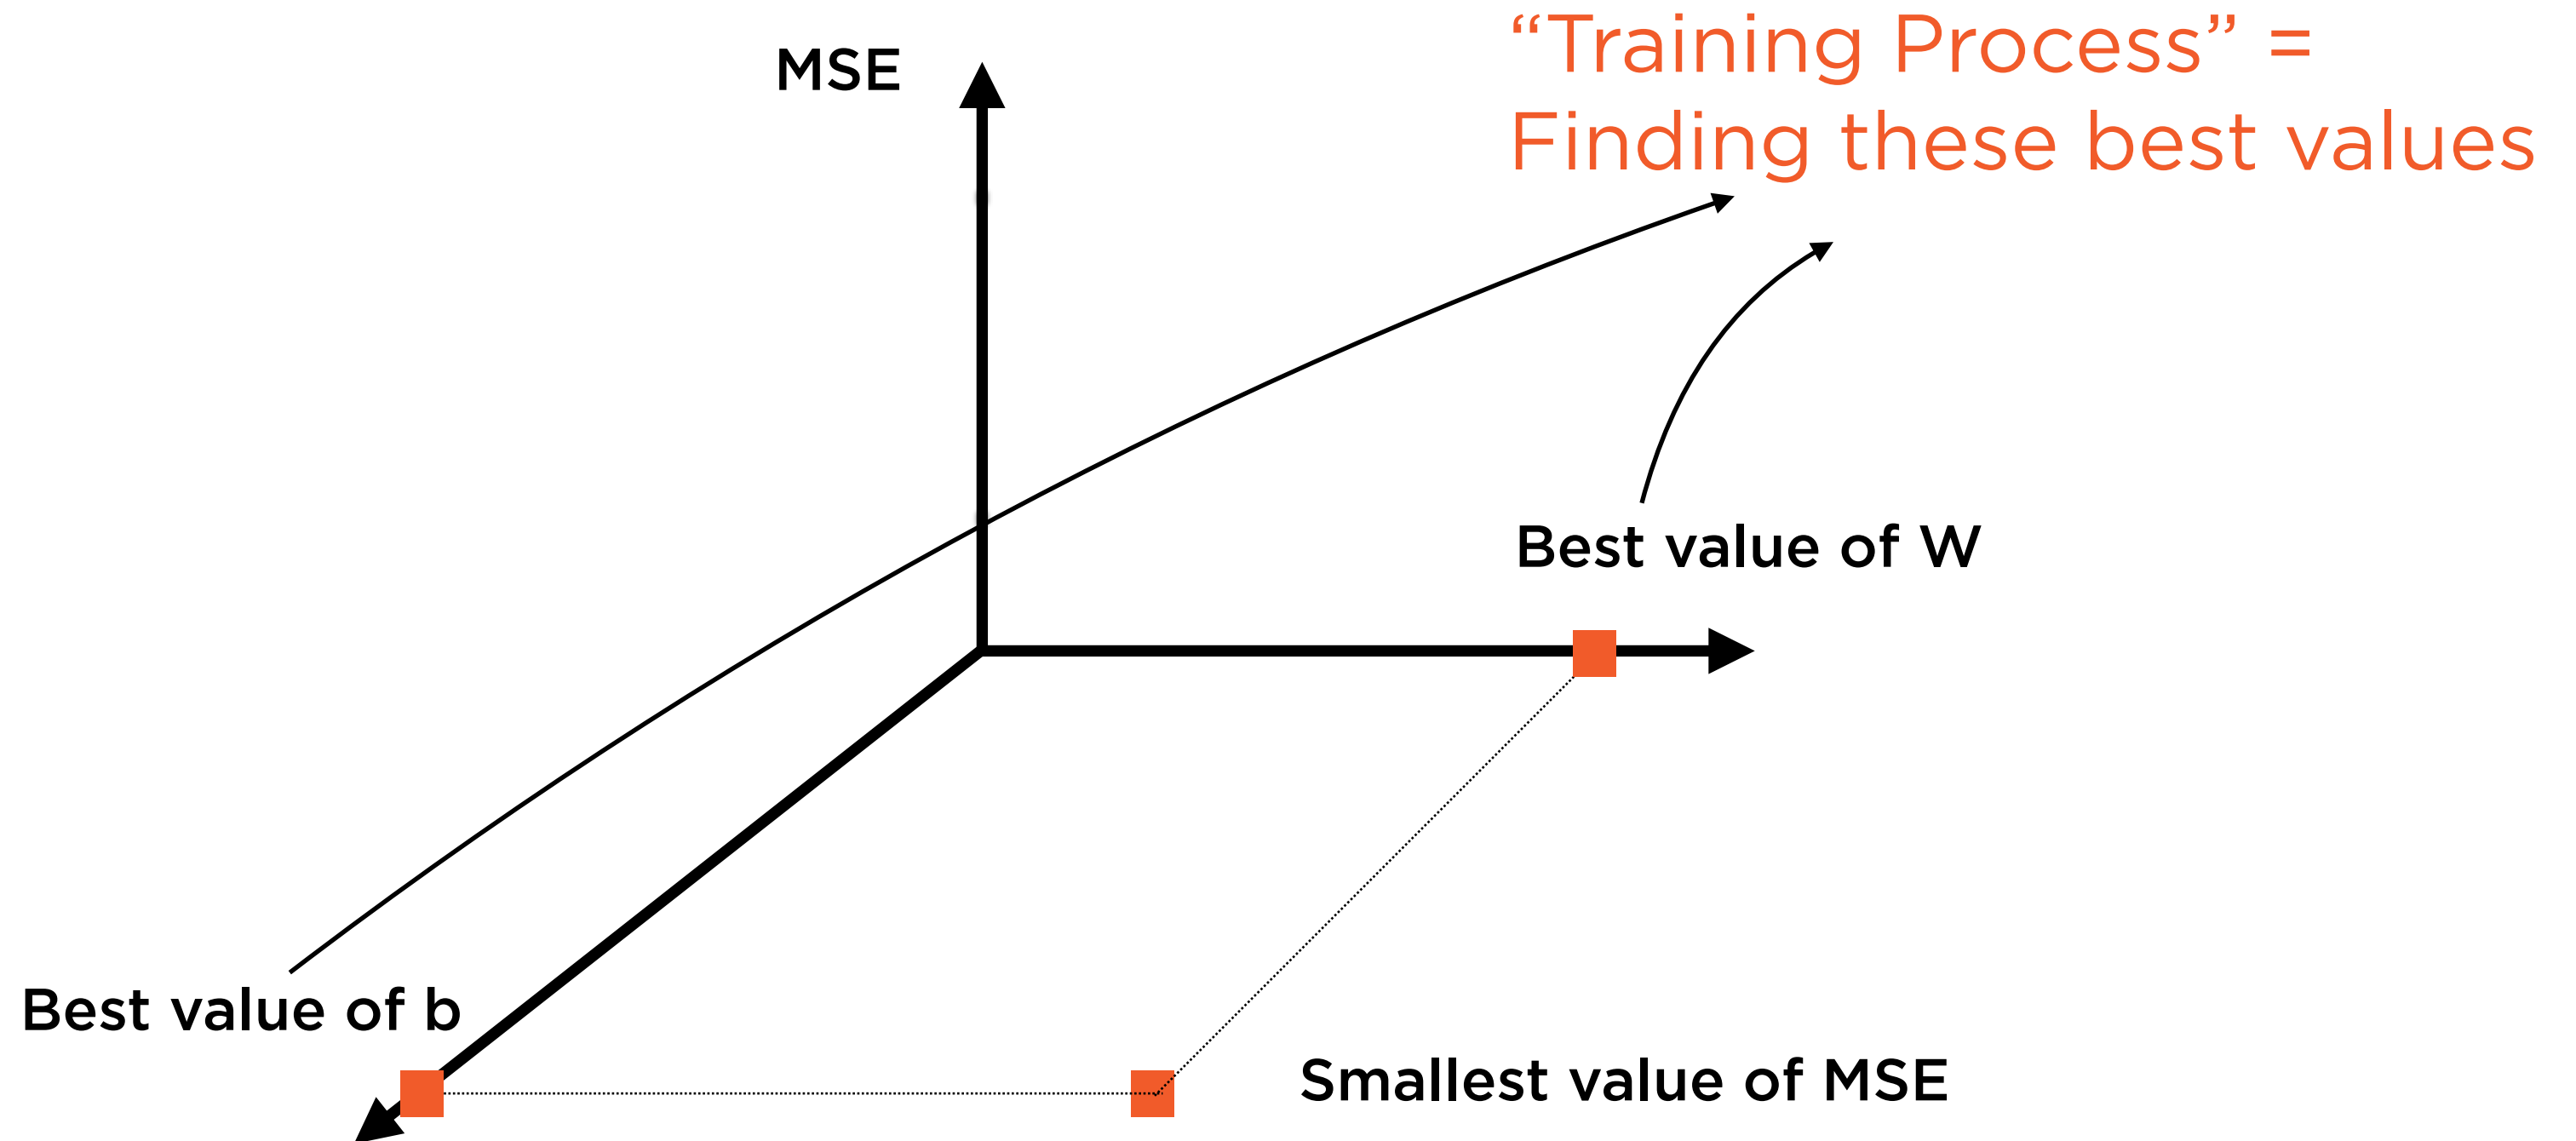 “Training Process” =
Finding these best values
MSE
Best value of W
Best value of b
Smallest value of MSE